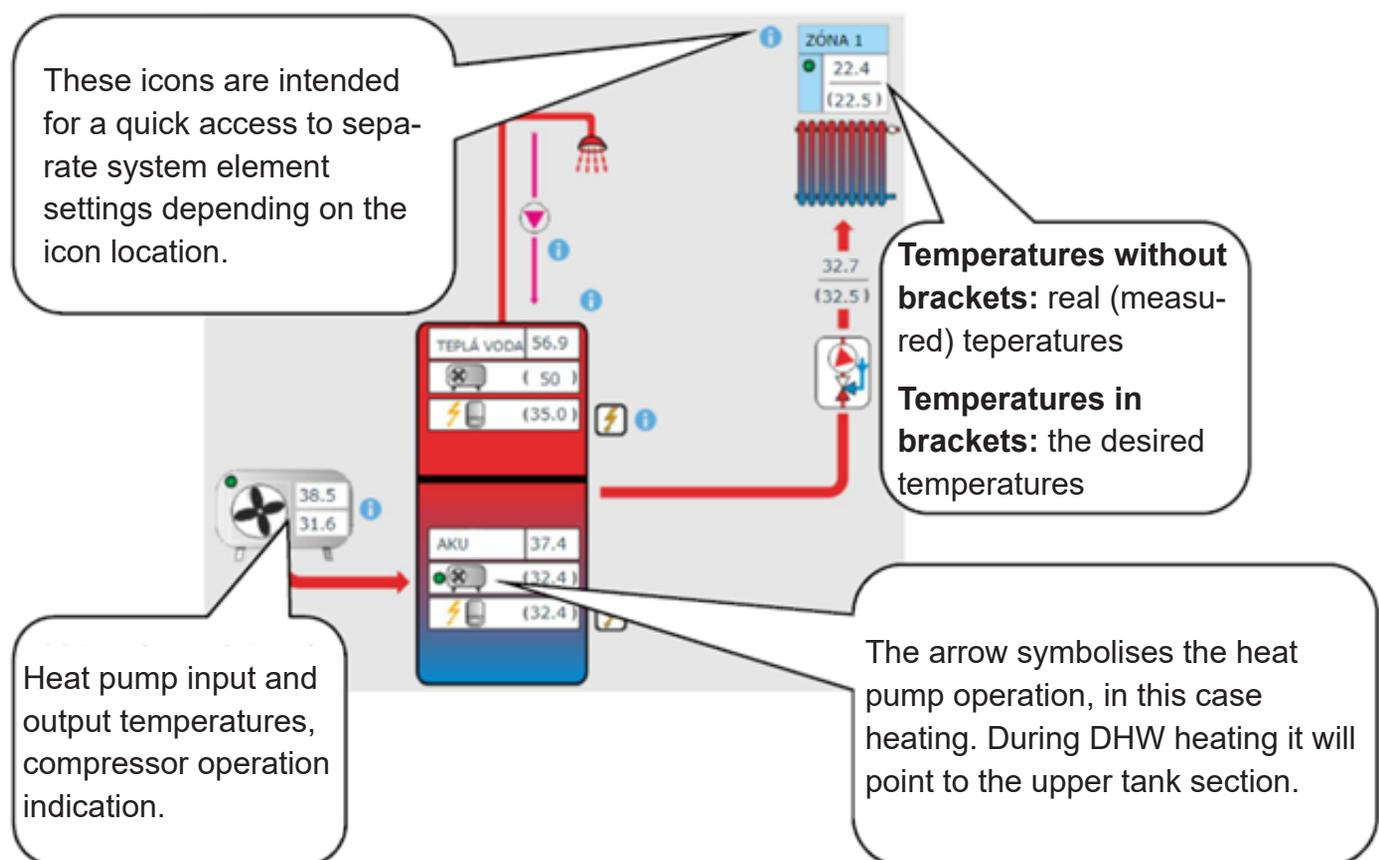 These icons are intended
for a quick access to sepa-
rate system element
settings depending on the
icon location.
ZÓNA 1
22.4
(22.5)
Temperatures without
brackets: real (measu-
red) teperatures
Temperatures in
brackets: the desired
temperatures
32.7
(32.5)
TEPLÁ VODA 56.9
( 50 )
(35.0)
38.5
31.6
AKU 37.4
(32.4)
(32.4)
Heat pump input and
output temperatures,
compressor operation
indication.
The arrow symbolises the heat
pump operation, in this case
heating. During DHW heating it will
point to the upper tank section.